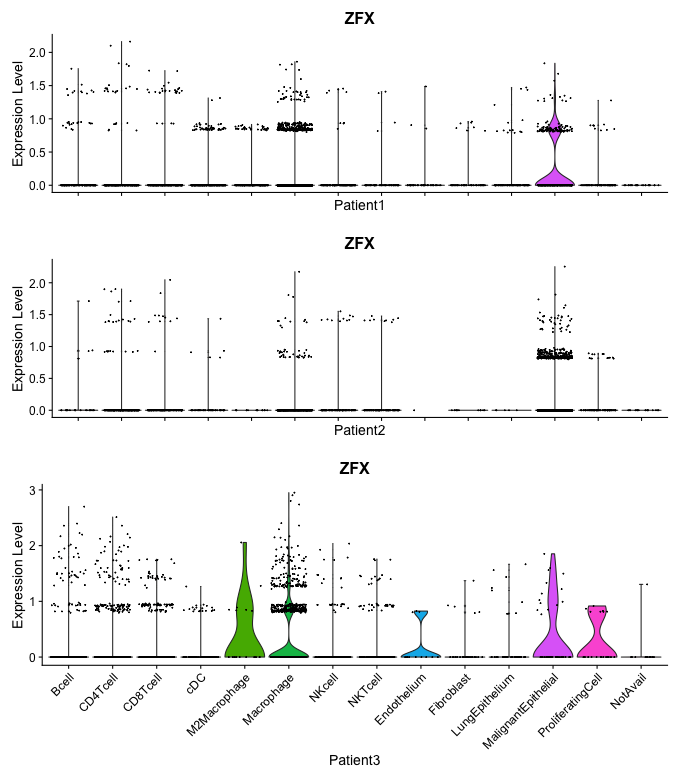 ZFX
Expression Level
2.0
1.5
1.0
0.5
0.0
Patient1
ZFX
Expression Level
2.0
1.5
1.0
0.5
0.0
Patient2
ZFX
Expression Level
3
2
1
0
Bcell
CD4Tcell
CD8Tcell
cDC
M2Macrophage
Macrophage
NKcell
NKTcell
Endothelium
Fibroblast
LungEpithelium
MalignantEpithelial
ProliferatingCell
NotAvail
Patient3